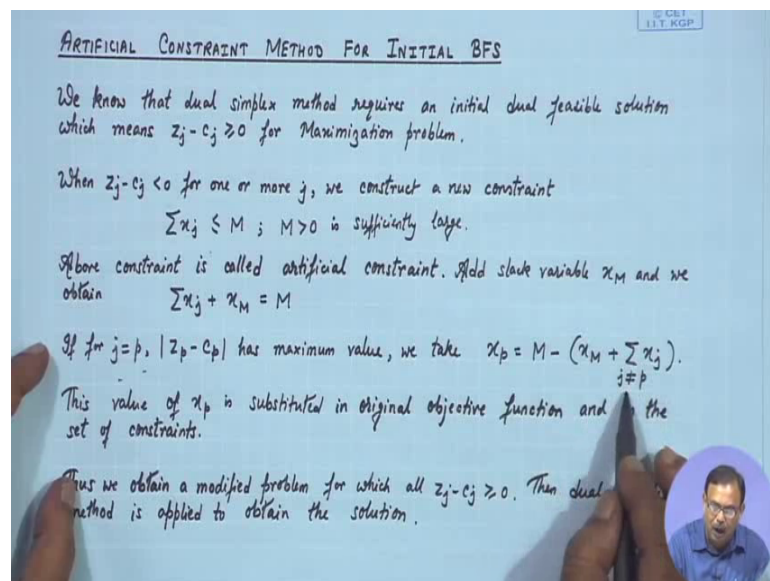 © CET
I.I.T. KGP
ARTIFICIAL CONSTRAINT METHOD FOR INITIAL BFS
We know that dual simplex method requires an initial dual feasible solution
which means Zj - Cj ≥ 0 for Maximization problem.
When Zj - Cj < 0 for one or more j, we construct a new constraint
Σxj ≤ M ; M > 0 is sufficiently large.
Above constraint is called artificial constraint. Add slack variable xM and we
obtain Σxj + xM = M
If for j = p, |Zp - Cp| has maximum value, we take xp = M - (xM + Σ xj).
j≠p
This value of xp is substituted in original objective function and the
set of constraints.
Thus we obtain a modified problem for which all Zj - Cj ≥ 0. Then dual
method is applied to obtain the solution.